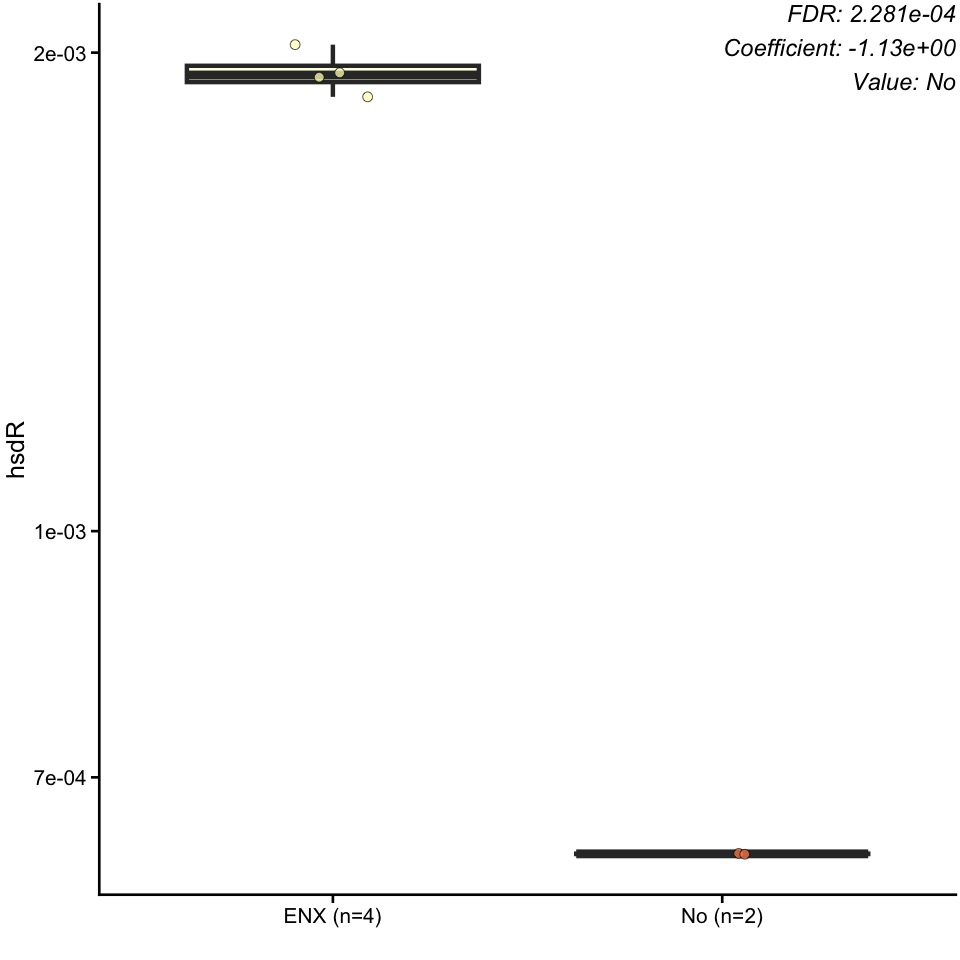 FDR: 2.281e-04
Coefficient: -1.13e+00
Value: No
hsdR
2e-03
1e-03
7e-04
ENX (n=4)
No (n=2)